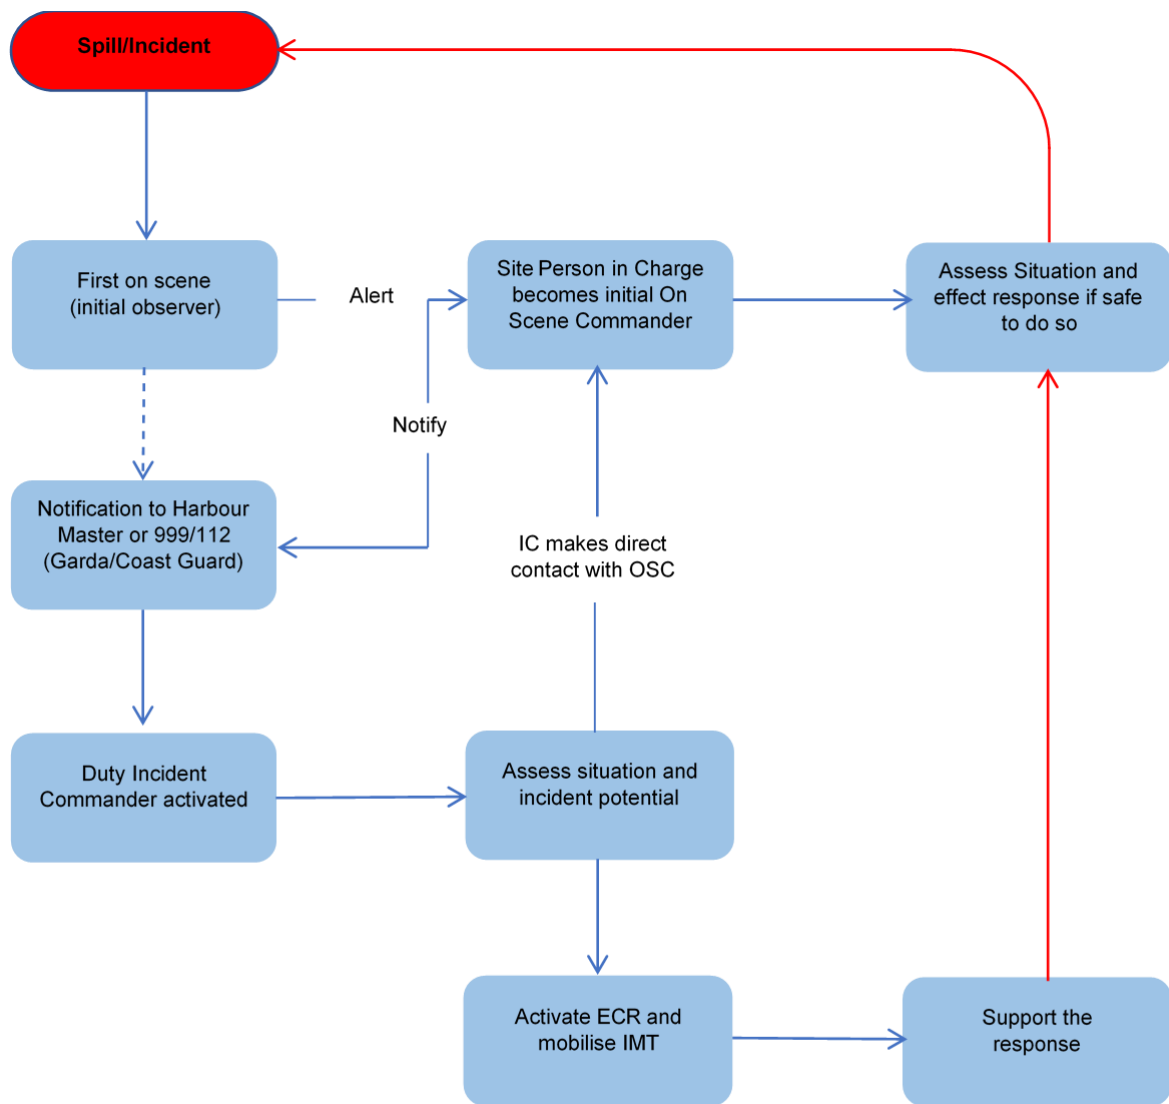 Spill/Incident
First on scene
(initial observer)
Alert
Site Person in Charge
becomes initial On
Scene Commander
Assess Situation and
effect response if safe
to do so
Notify
Notification to Harbour
Master or 999/112
(Garda/Coast Guard)
IC makes direct
contact with OSC
Duty Incident
Commander activated
Assess situation and
incident potential
Activate ECR and
mobilise IMT
Support the
response